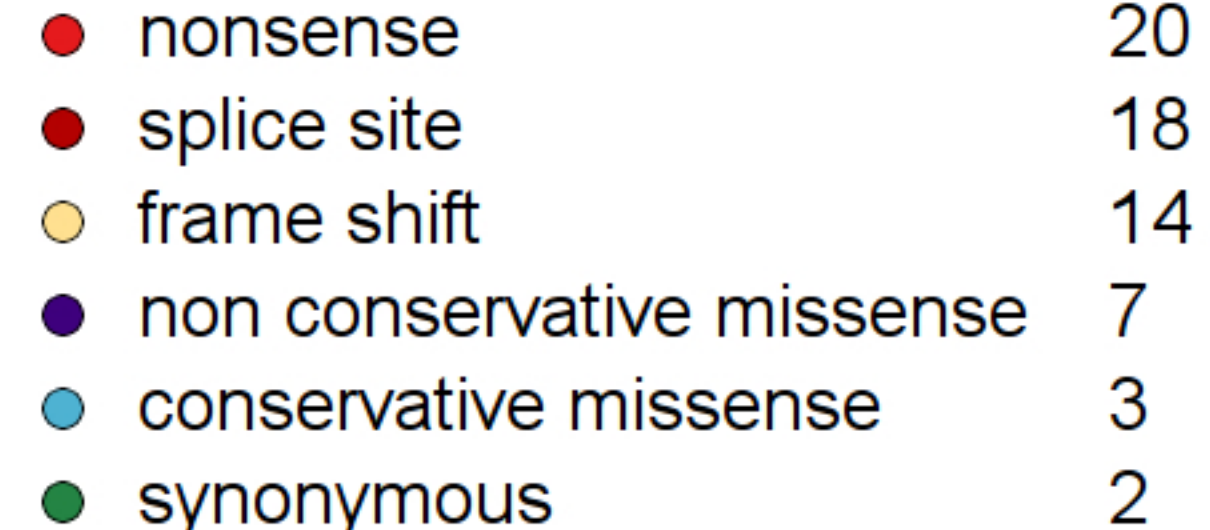 nonsense 20
splice site 18
frame shift 14
non conservative missense 7
conservative missense 3
synonymous 2